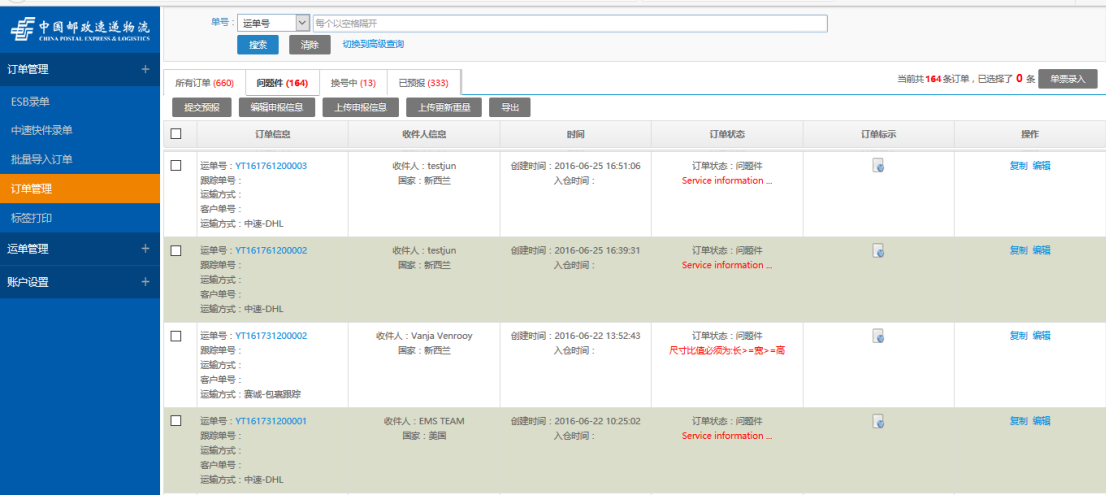 中国邮政速递物流
CHINA POSTAL EXPRESS & LOGISTICS
订单管理 +
ESB录单
中速快件录单
批量导入订单
订单管理
标签打印
运单管理 +
账户设置 +
单号： 运单号 每个以空格隔开
搜索 清除 切换到高级查询
所有订单 (660) 问题件 (164) 换号中 (13) 已预报 (333) 当前共164条订单，已选择了 0 条 单票录入
提交预报 编辑申报信息 上传申报信息 上传更新重量 导出
订单信息 收件人信息 时间 订单状态 订单标示 操作
运单号：YT161761200003 收件人：testjun 创建时间：2016-06-25 16:51:06 订单状态：问题件 复制 编辑
跟踪单号： 国家：新西兰 入仓时间： Service information ...
运输方式：
客户单号：
运输方式：中速-DHL
运单号：YT161761200002 收件人：testjun 创建时间：2016-06-25 16:39:31 订单状态：问题件 复制 编辑
跟踪单号： 国家：新西兰 入仓时间： Service information ...
运输方式：
客户单号：
运输方式：中速-DHL
运单号：YT161731200002 收件人：Vanja Venrooy 创建时间：2016-06-22 13:52:43 订单状态：问题件 复制 编辑
跟踪单号： 国家：新西兰 入仓时间： 尺寸比值必须为:长>=宽>=高
运输方式：
客户单号：
运输方式：赛诚-包裹跟踪
运单号：YT161731200001 收件人：EMS TEAM 创建时间：2016-06-22 10:25:02 订单状态：问题件 复制 编辑
跟踪单号： 国家：美国 入仓时间： Service information ...
运输方式：
客户单号：
运输方式：中速-DHL